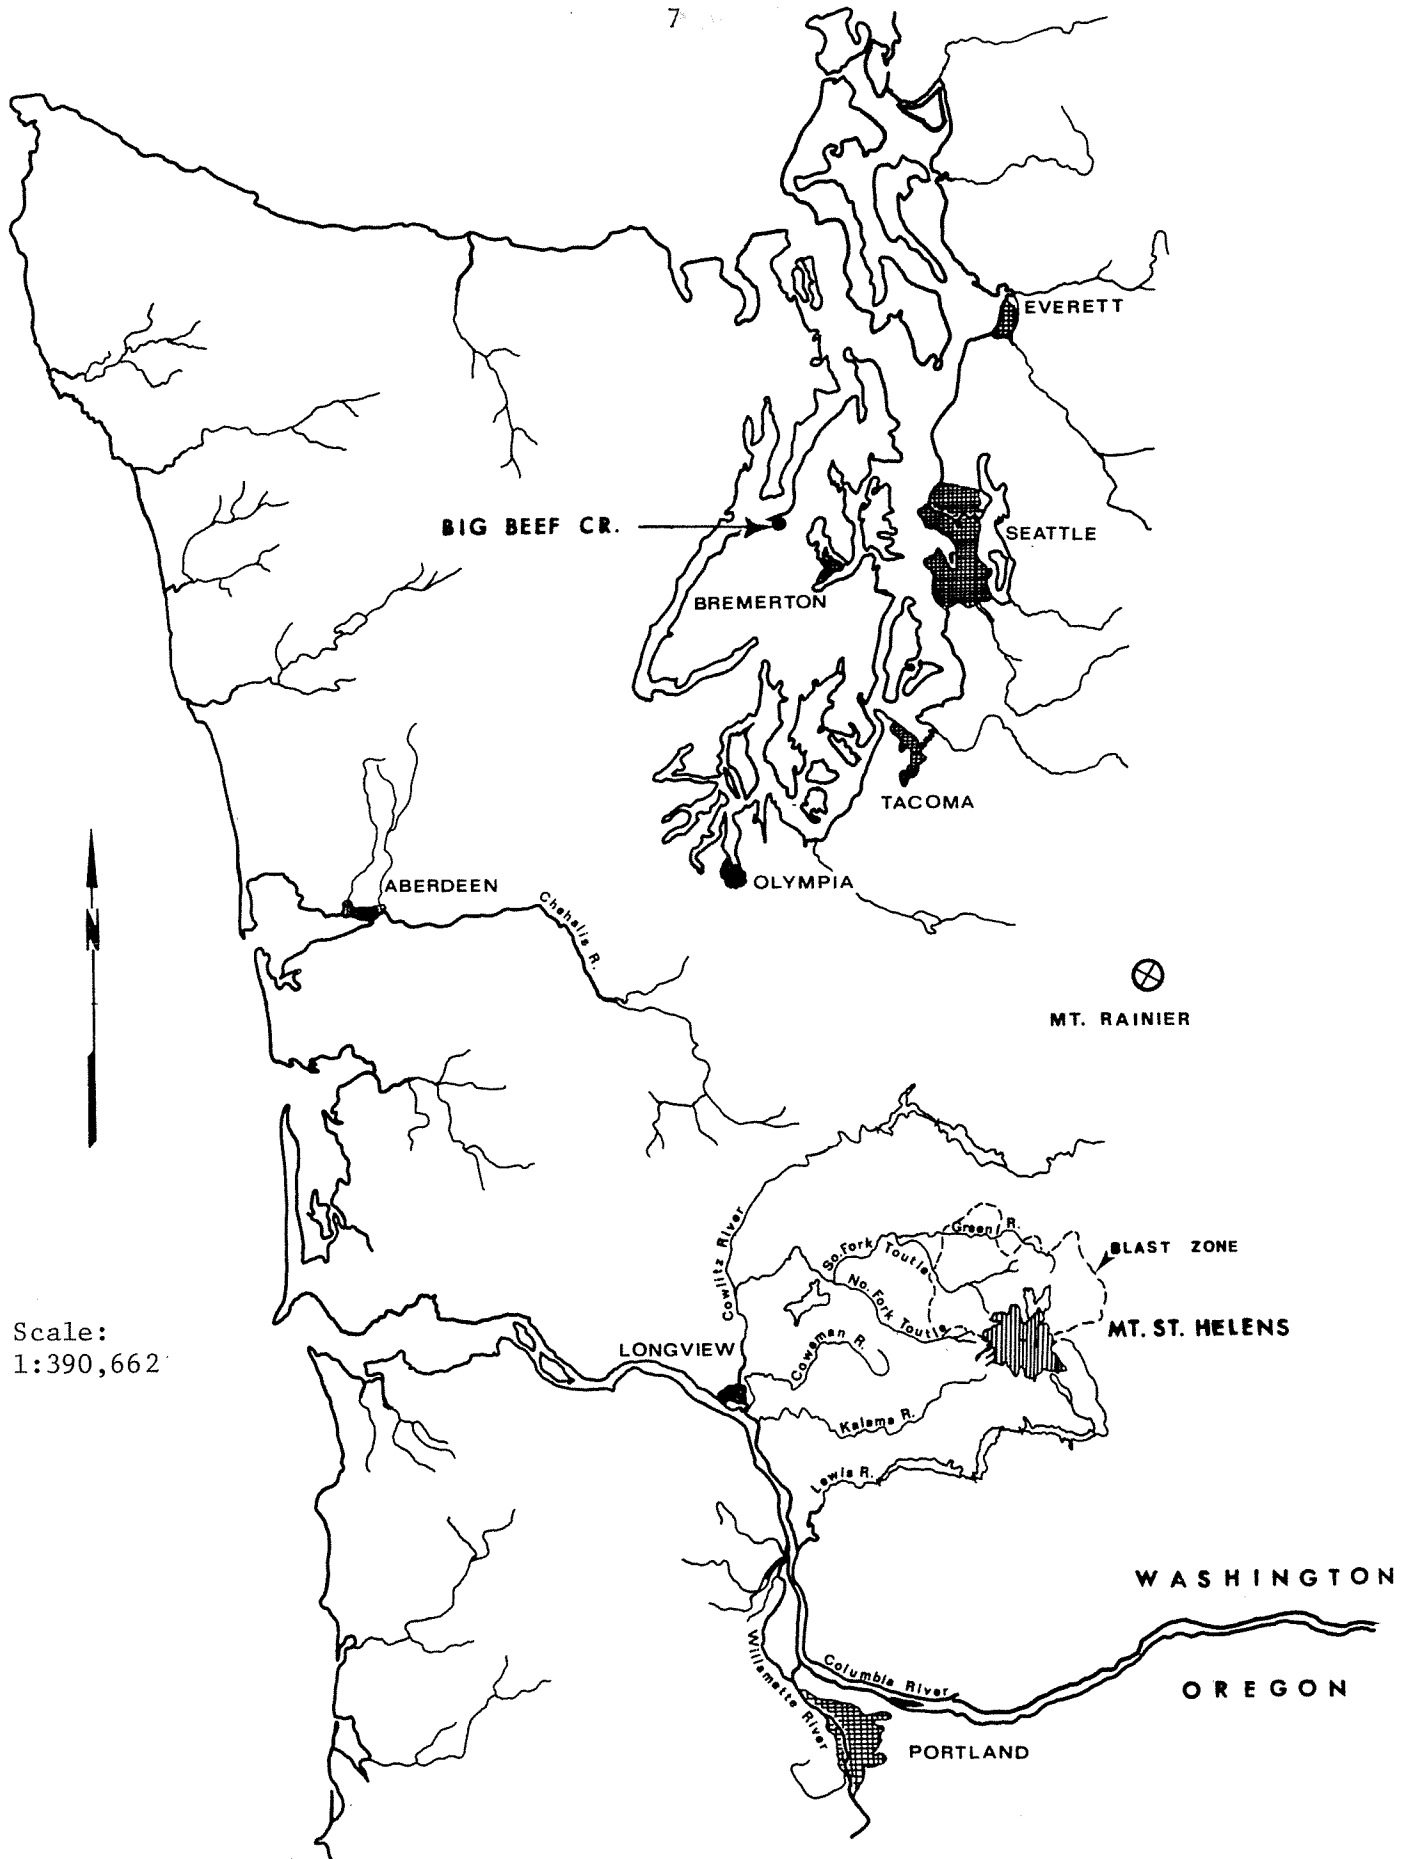 7
EVERETT
BIG BEEF CR.
SEATTLE
BREMERTON
TACOMA
OLYMPIA
ABERDEEN
Chehalis R.
N
MT. RAINIER
Cowlitz River
Green R.
So. Fork Toutle
BLAST ZONE
No. Fork Toutle
MT. ST. HELENS
Scale:
1:390,662
LONGVIEW
Coweman R.
Kalama R.
Lewis R.
WASHINGTON
Willamette River
Columbia River
OREGON
PORTLAND